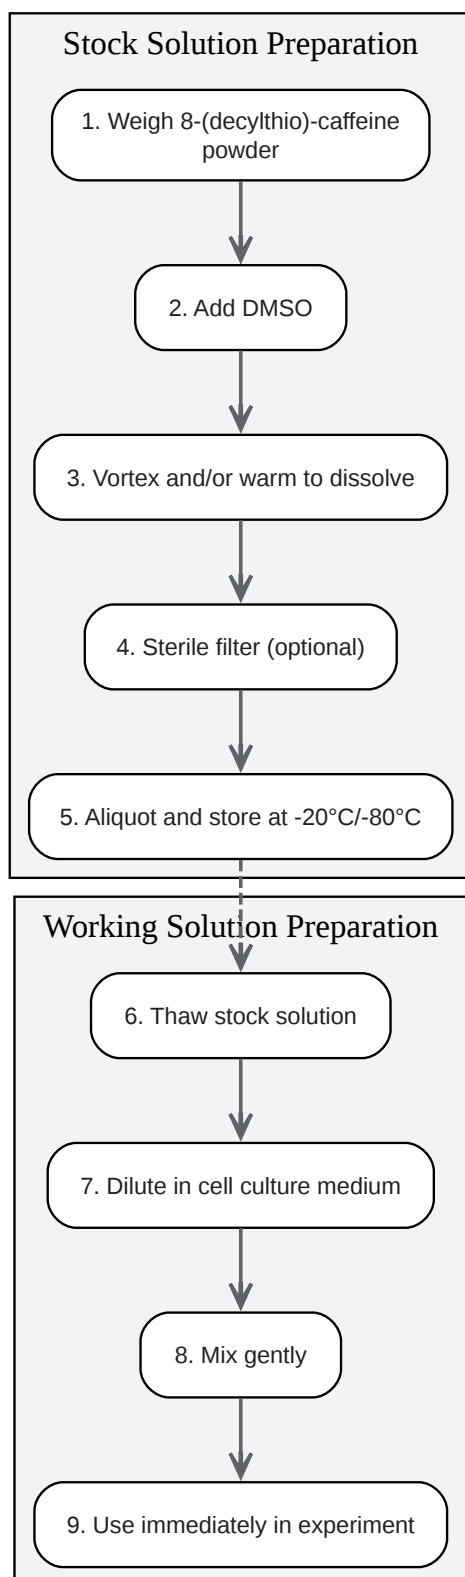 Stock Solution Preparation
1. Weigh 8-(decylthio)-caffeine
powder
2. Add DMSO
3. Vortex and/or warm to dissolve
4. Sterile filter (optional)
5. Aliquot and store at -20°C/-80°C
Working Solution Preparation
6. Thaw stock solution
7. Dilute in cell culture medium
8. Mix gently
9. Use immediately in experiment